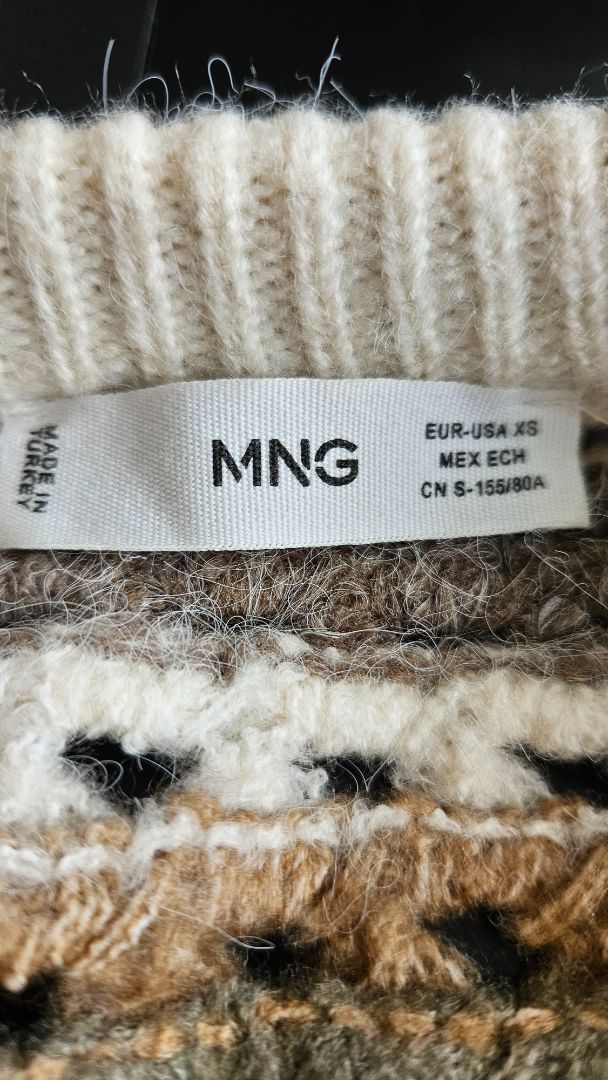 MADE IN
TURKEY
MNG
EUR-USA XS
MEX ECH
CN S-155/80A